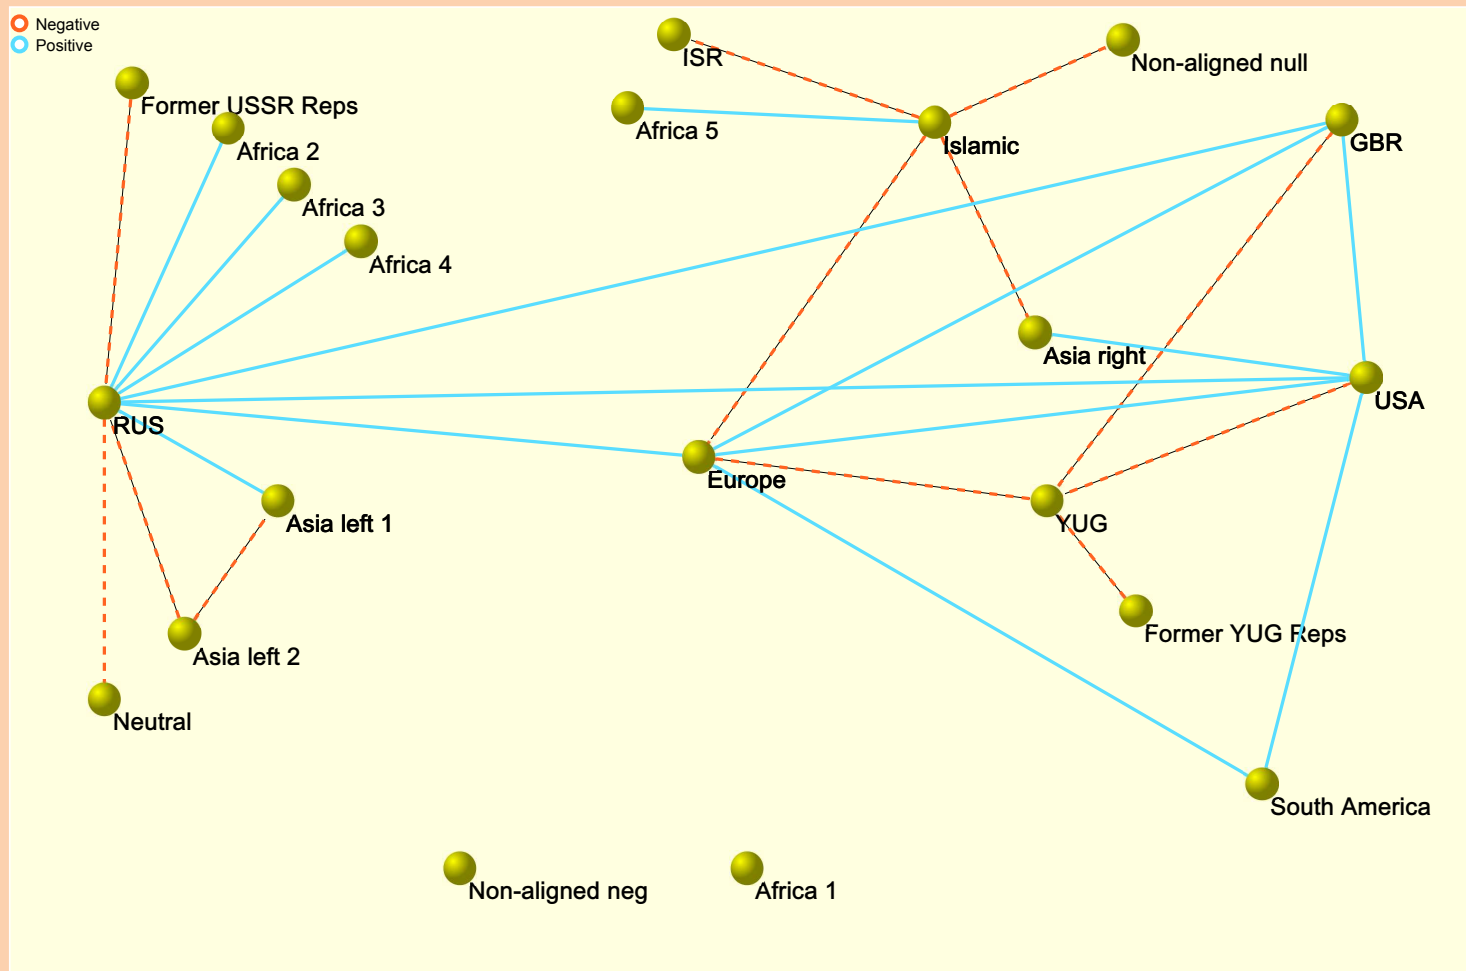 Negative
Positive
ISR
Non-aligned null
Former USSR Reps
Africa 5
Africa 2
Islamic
GBR
Africa 3
Africa 4
Asia right
USA
RUS
Europe
Asia left 1
YUG
Former YUG Reps
Asia left 2
Neutral
South America
Non-aligned neg
Africa 1